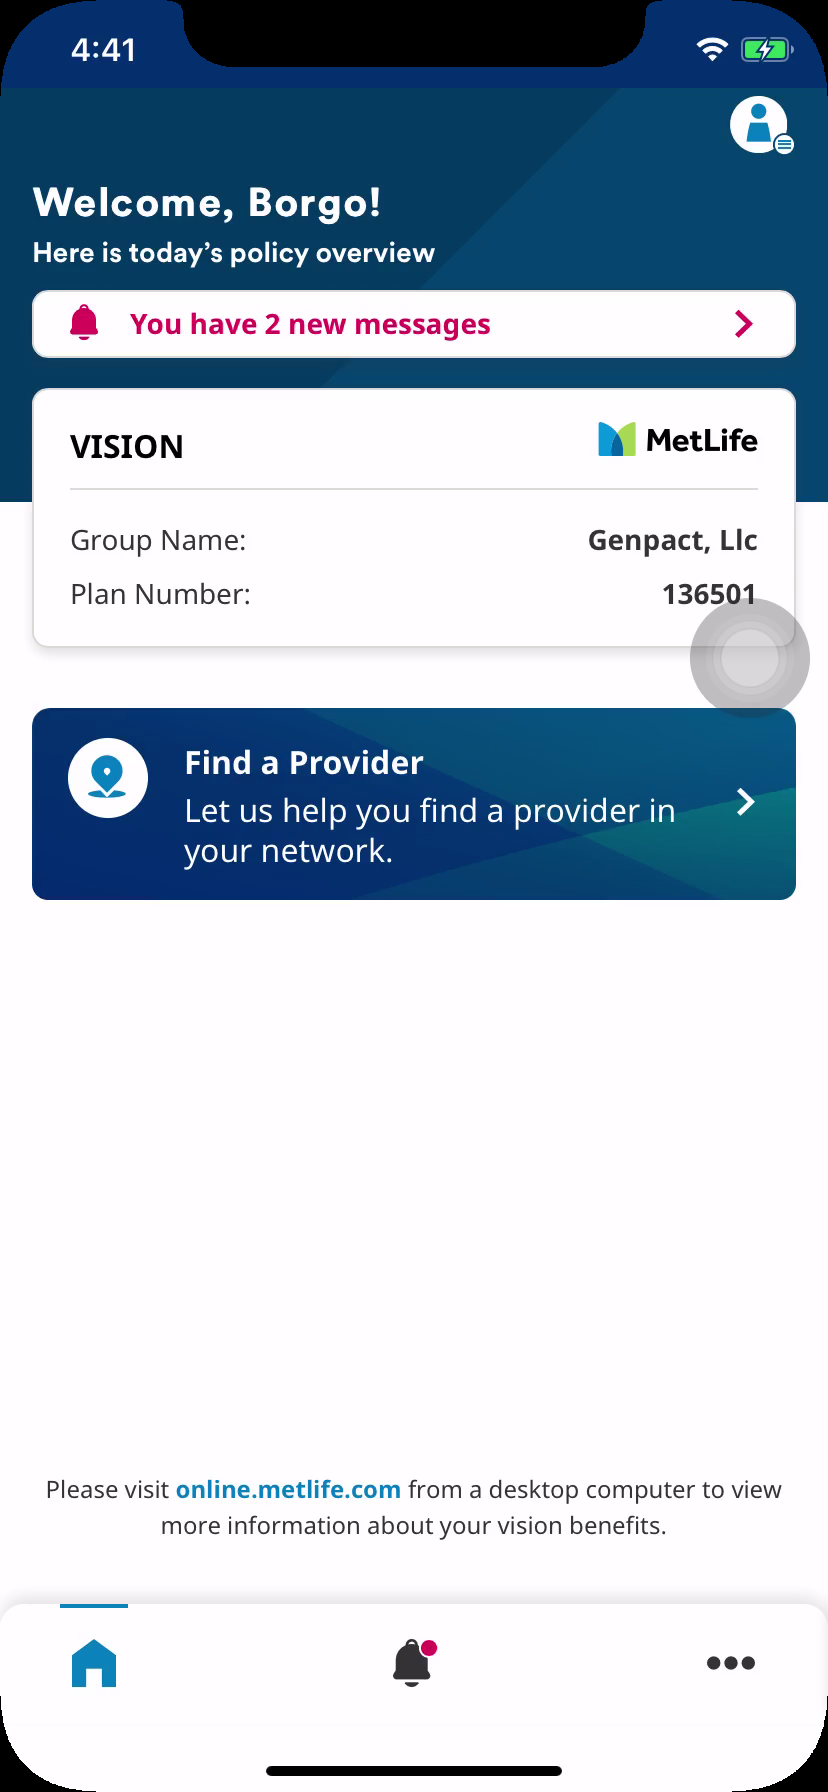 4:41
Welcome, Borgo!
Here is today’s policy overview
You have 2 new messages
VISION
MetLife
Group Name: Genpact, Llc
Plan Number: 136501
Find a Provider
Let us help you find a provider in
your network.
Please visit online.metlife.com from a desktop computer to view
more information about your vision benefits.